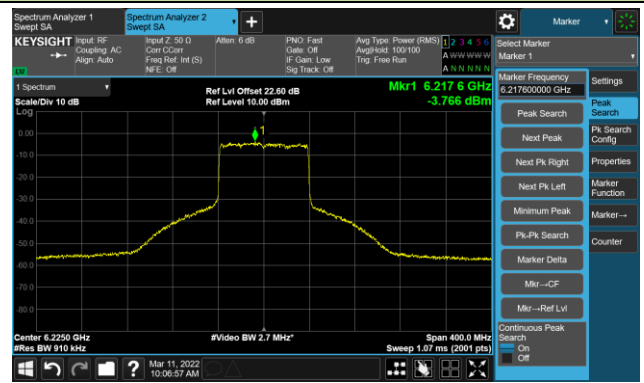 Spectrum Analyzer 1
Swept SA
Spectrum Analyzer 2
Swept SA
Marker
KEYSIGHT
Input: RF
Coupling: AC
Align: Auto
Input Z: 50 Ω
Corr CCorr
Freq Ref: Int (S)
NFE: Off
Atten: 6 dB
PNO: Fast
Gate: Off
IF Gain: Low
Sig Track: Off
Avg Type: Power (RMS)
Avg|Hold: 100/100
Trig: Free Run
1 2 3 4 5 6
A W W W W W
A N N N N N
LV
Select Marker
Marker 1
1 Spectrum
Scale/Div 10 dB
Log
Ref Lvl Offset 22.60 dB
Ref Level 10.00 dBm
Mkr1 6.217 6 GHz
-3.766 dBm
1
0.00
-10.0
-20.0
-30.0
-40.0
-50.0
-60.0
-70.0
-80.0
Center 6.2250 GHz
#Res BW 910 kHz
#Video BW 2.7 MHz*
Span 400.0 MHz
Sweep 1.07 ms (2001 pts)
Marker Frequency
6.217600000 GHz
Peak Search
Next Peak
Next Pk Right
Next Pk Left
Minimum Peak
Pk-Pk Search
Marker Delta
Mkr→CF
Mkr→Ref Lvl
Continuous Peak
Search
On
Off
Settings
Peak
Search
Pk Search
Config
Properties
Marker
Function
Marker→
Counter
?
Mar 11, 2022
10:06:57 AM